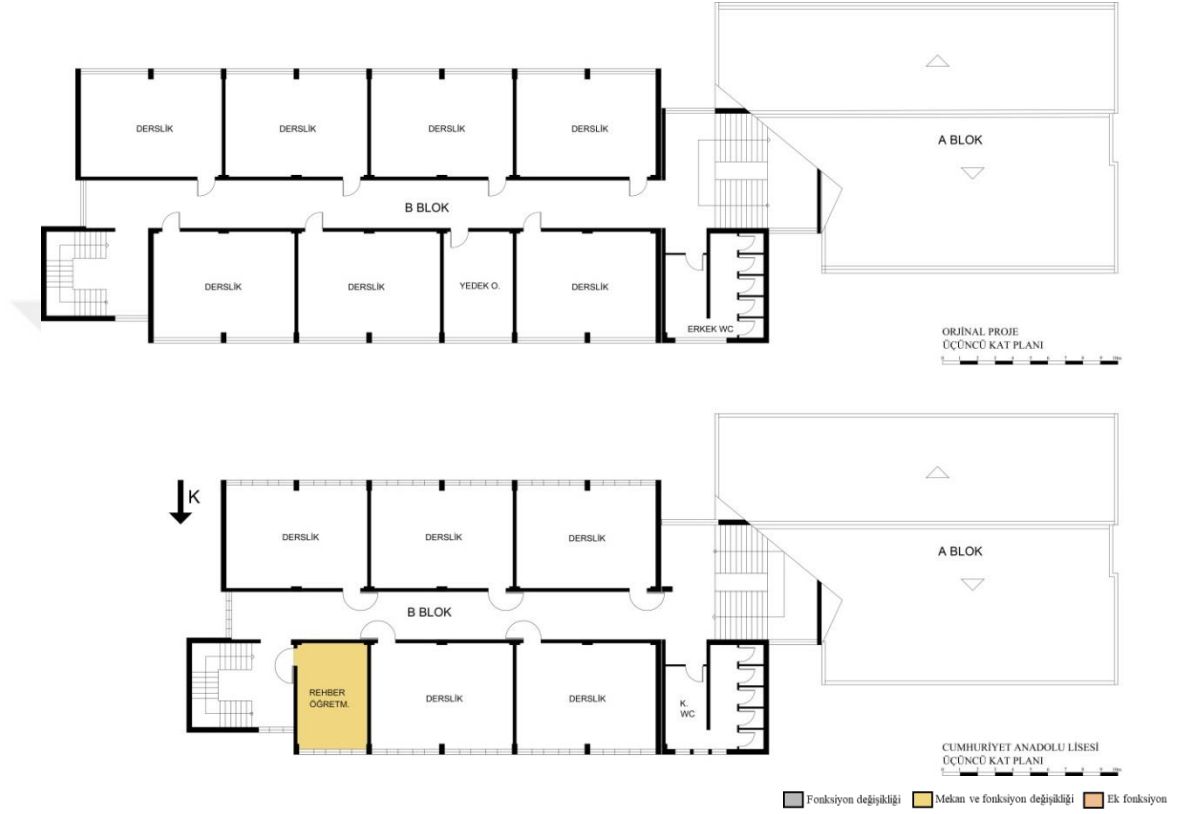 DERSLİK DERSLİK DERSLİK DERSLİK
A BLOK
B BLOK
DERSLİK DERSLİK YEDEK O. DERSLİK
ERKEK WC
ORJİNAL PROJE
ÜÇÜNCÜ KAT PLANI
K
DERSLİK DERSLİK DERSLİK
A BLOK
B BLOK
REHBER
ÖĞRETM.
DERSLİK DERSLİK
K.
WC
CUMHURİYET ANADOLU LİSESİ
ÜÇÜNCÜ KAT PLANI
Fonksiyon değişikliği Mekan ve fonksiyon değişikliği Ek fonksiyon